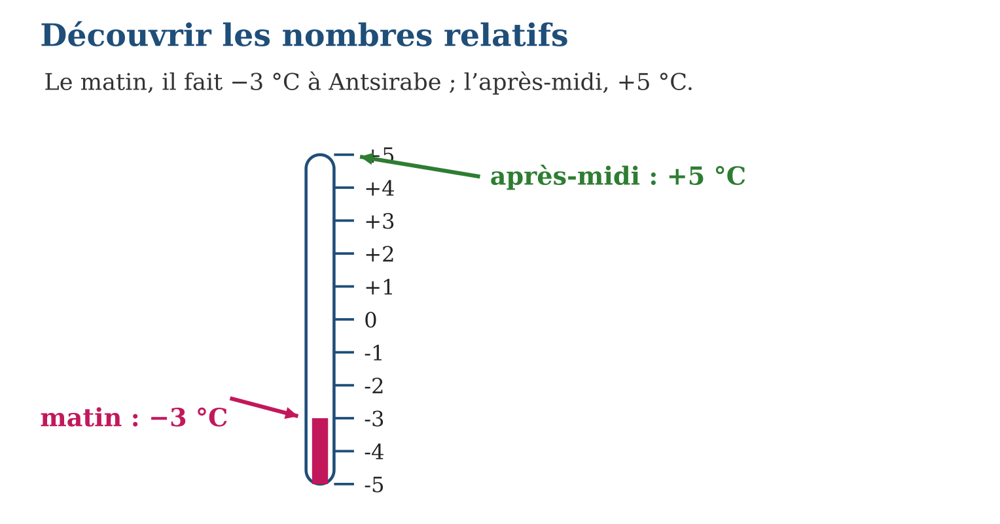 Découvrir les nombres relatifs
Le matin, il fait −3 °C à Antsirabe ; l’après-midi, +5 °C.
+5
après-midi : +5 °C
+4
+3
+2
+1
0
-1
-2
matin : −3 °C
-3
-4
-5